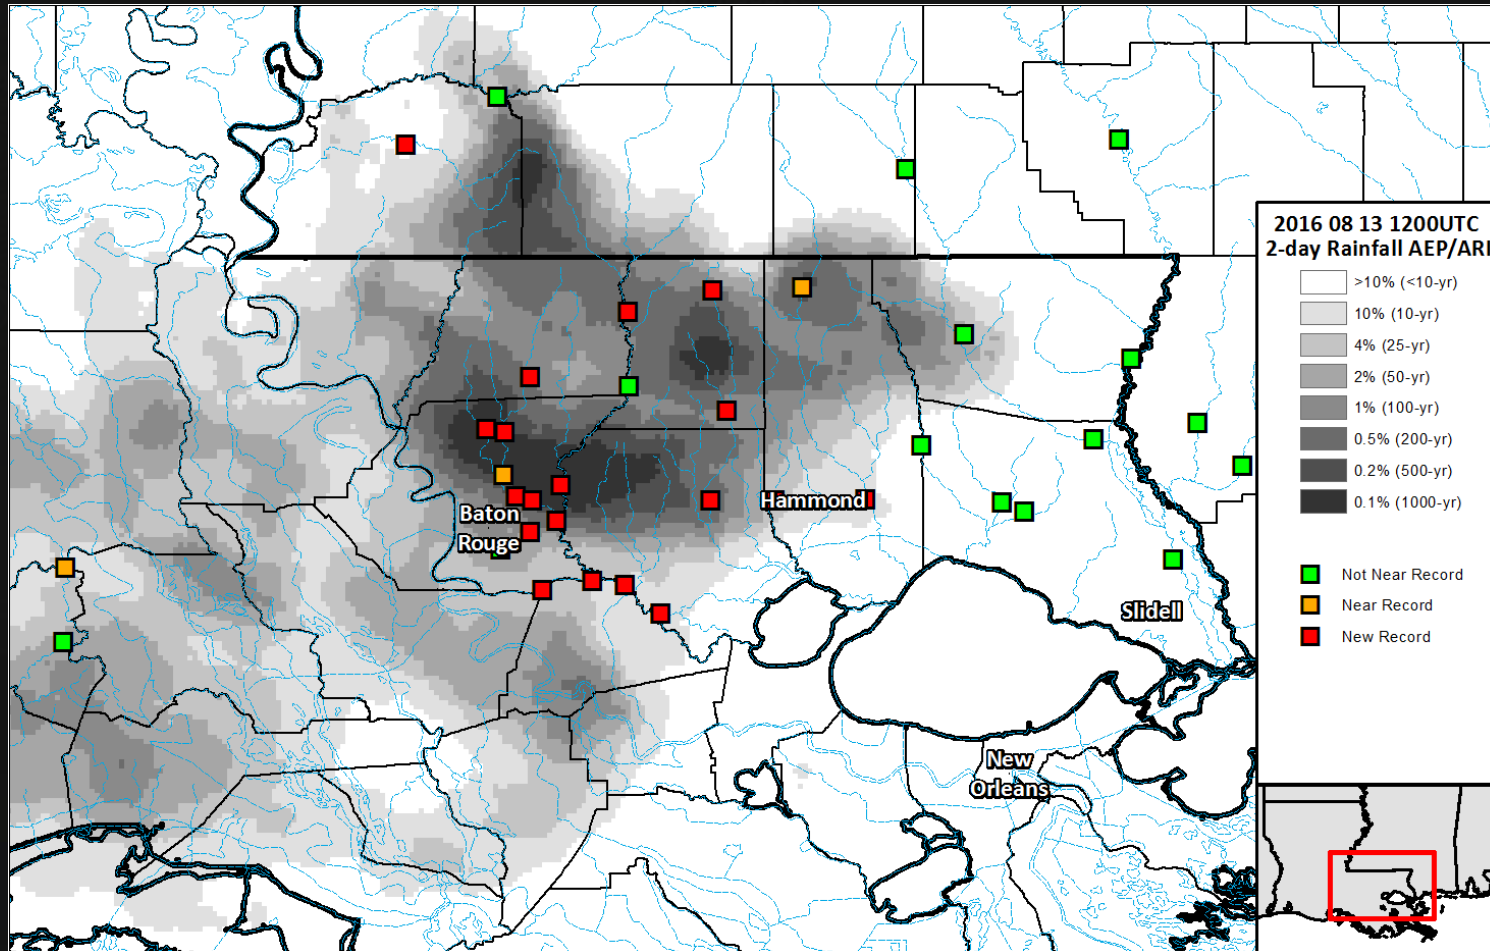 2016 08 13 1200UTC
2-day Rainfall AEP/ARI
>10% (<10-yr)
10% (10-yr)
4% (25-yr)
2% (50-yr)
1% (100-yr)
0.5% (200-yr)
0.2% (500-yr)
0.1% (1000-yr)
Not Near Record
Near Record
New Record
Hammond
Baton
Rouge
Slidell
New
Orleans